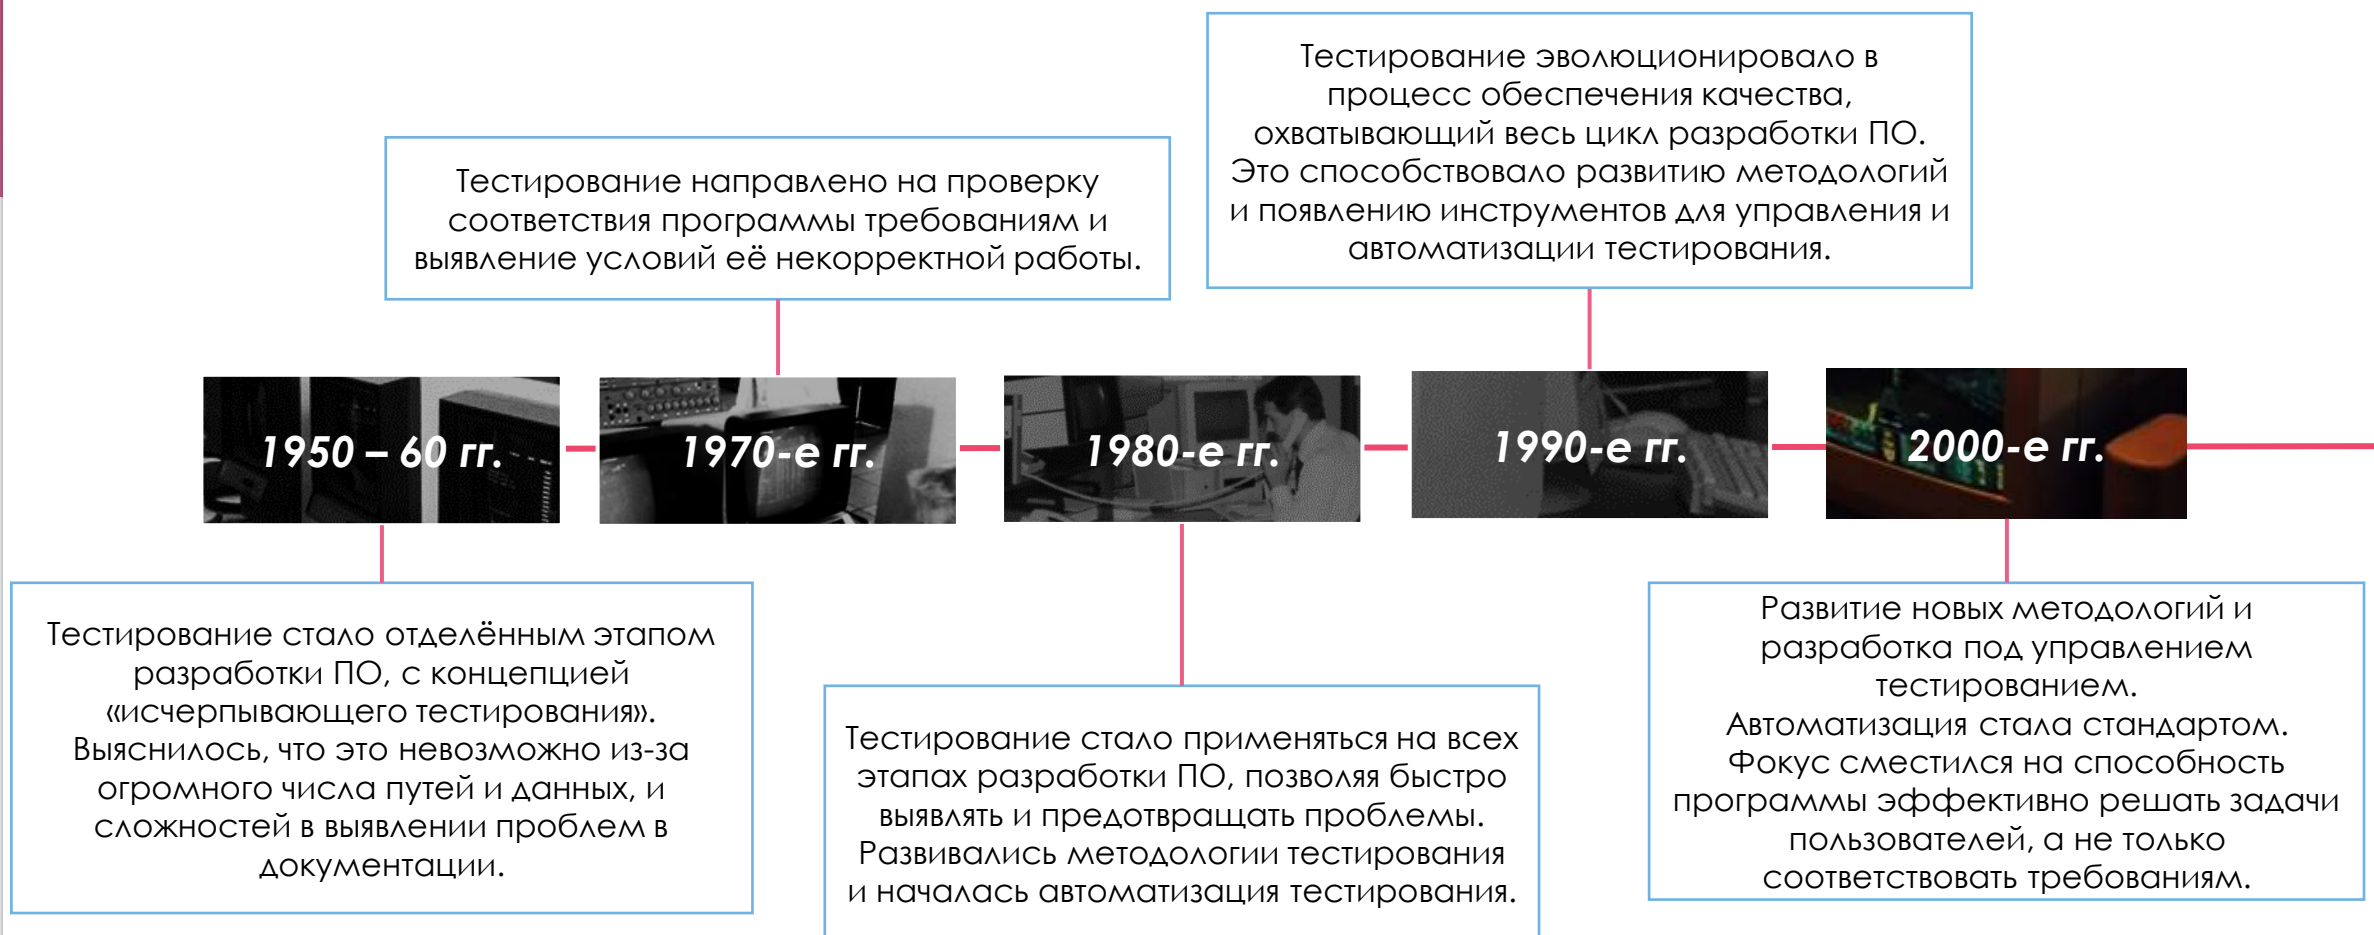 Тестирование эволюционировало в
процесс обеспечения качества,
охватывающий весь цикл разработки ПО.
Это способствовало развитию методологий
и появлению инструментов для управления и
автоматизации тестирования.
Тестирование направлено на проверку
соответствия программы требованиям и
выявление условий её некорректной работы.
1950 – 60 гг.
1970-е гг.
1980-е гг.
1990-е гг.
2000-е гг.
Тестирование стало отделённым этапом
разработки ПО, с концепцией
«исчерпывающего тестирования».
Выяснилось, что это невозможно из-за
огромного числа путей и данных, и
сложностей в выявлении проблем в
документации.
Тестирование стало применяться на всех
этапах разработки ПО, позволяя быстро
выявлять и предотвращать проблемы.
Развивались методологии тестирования
и началась автоматизация тестирования.
Развитие новых методологий и
разработка под управлением
тестированием.
Автоматизация стала стандартом.
Фокус сместился на способность
программы эффективно решать задачи
пользователей, а не только
соответствовать требованиям.